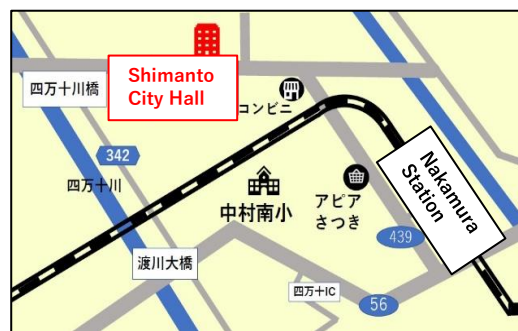 Shimanto
City Hall
四万十川橋
コンビニ
342
四万十川
中村南小
アピア
さつき
Nakamura
Station
439
渡川大橋
四万十IC
56